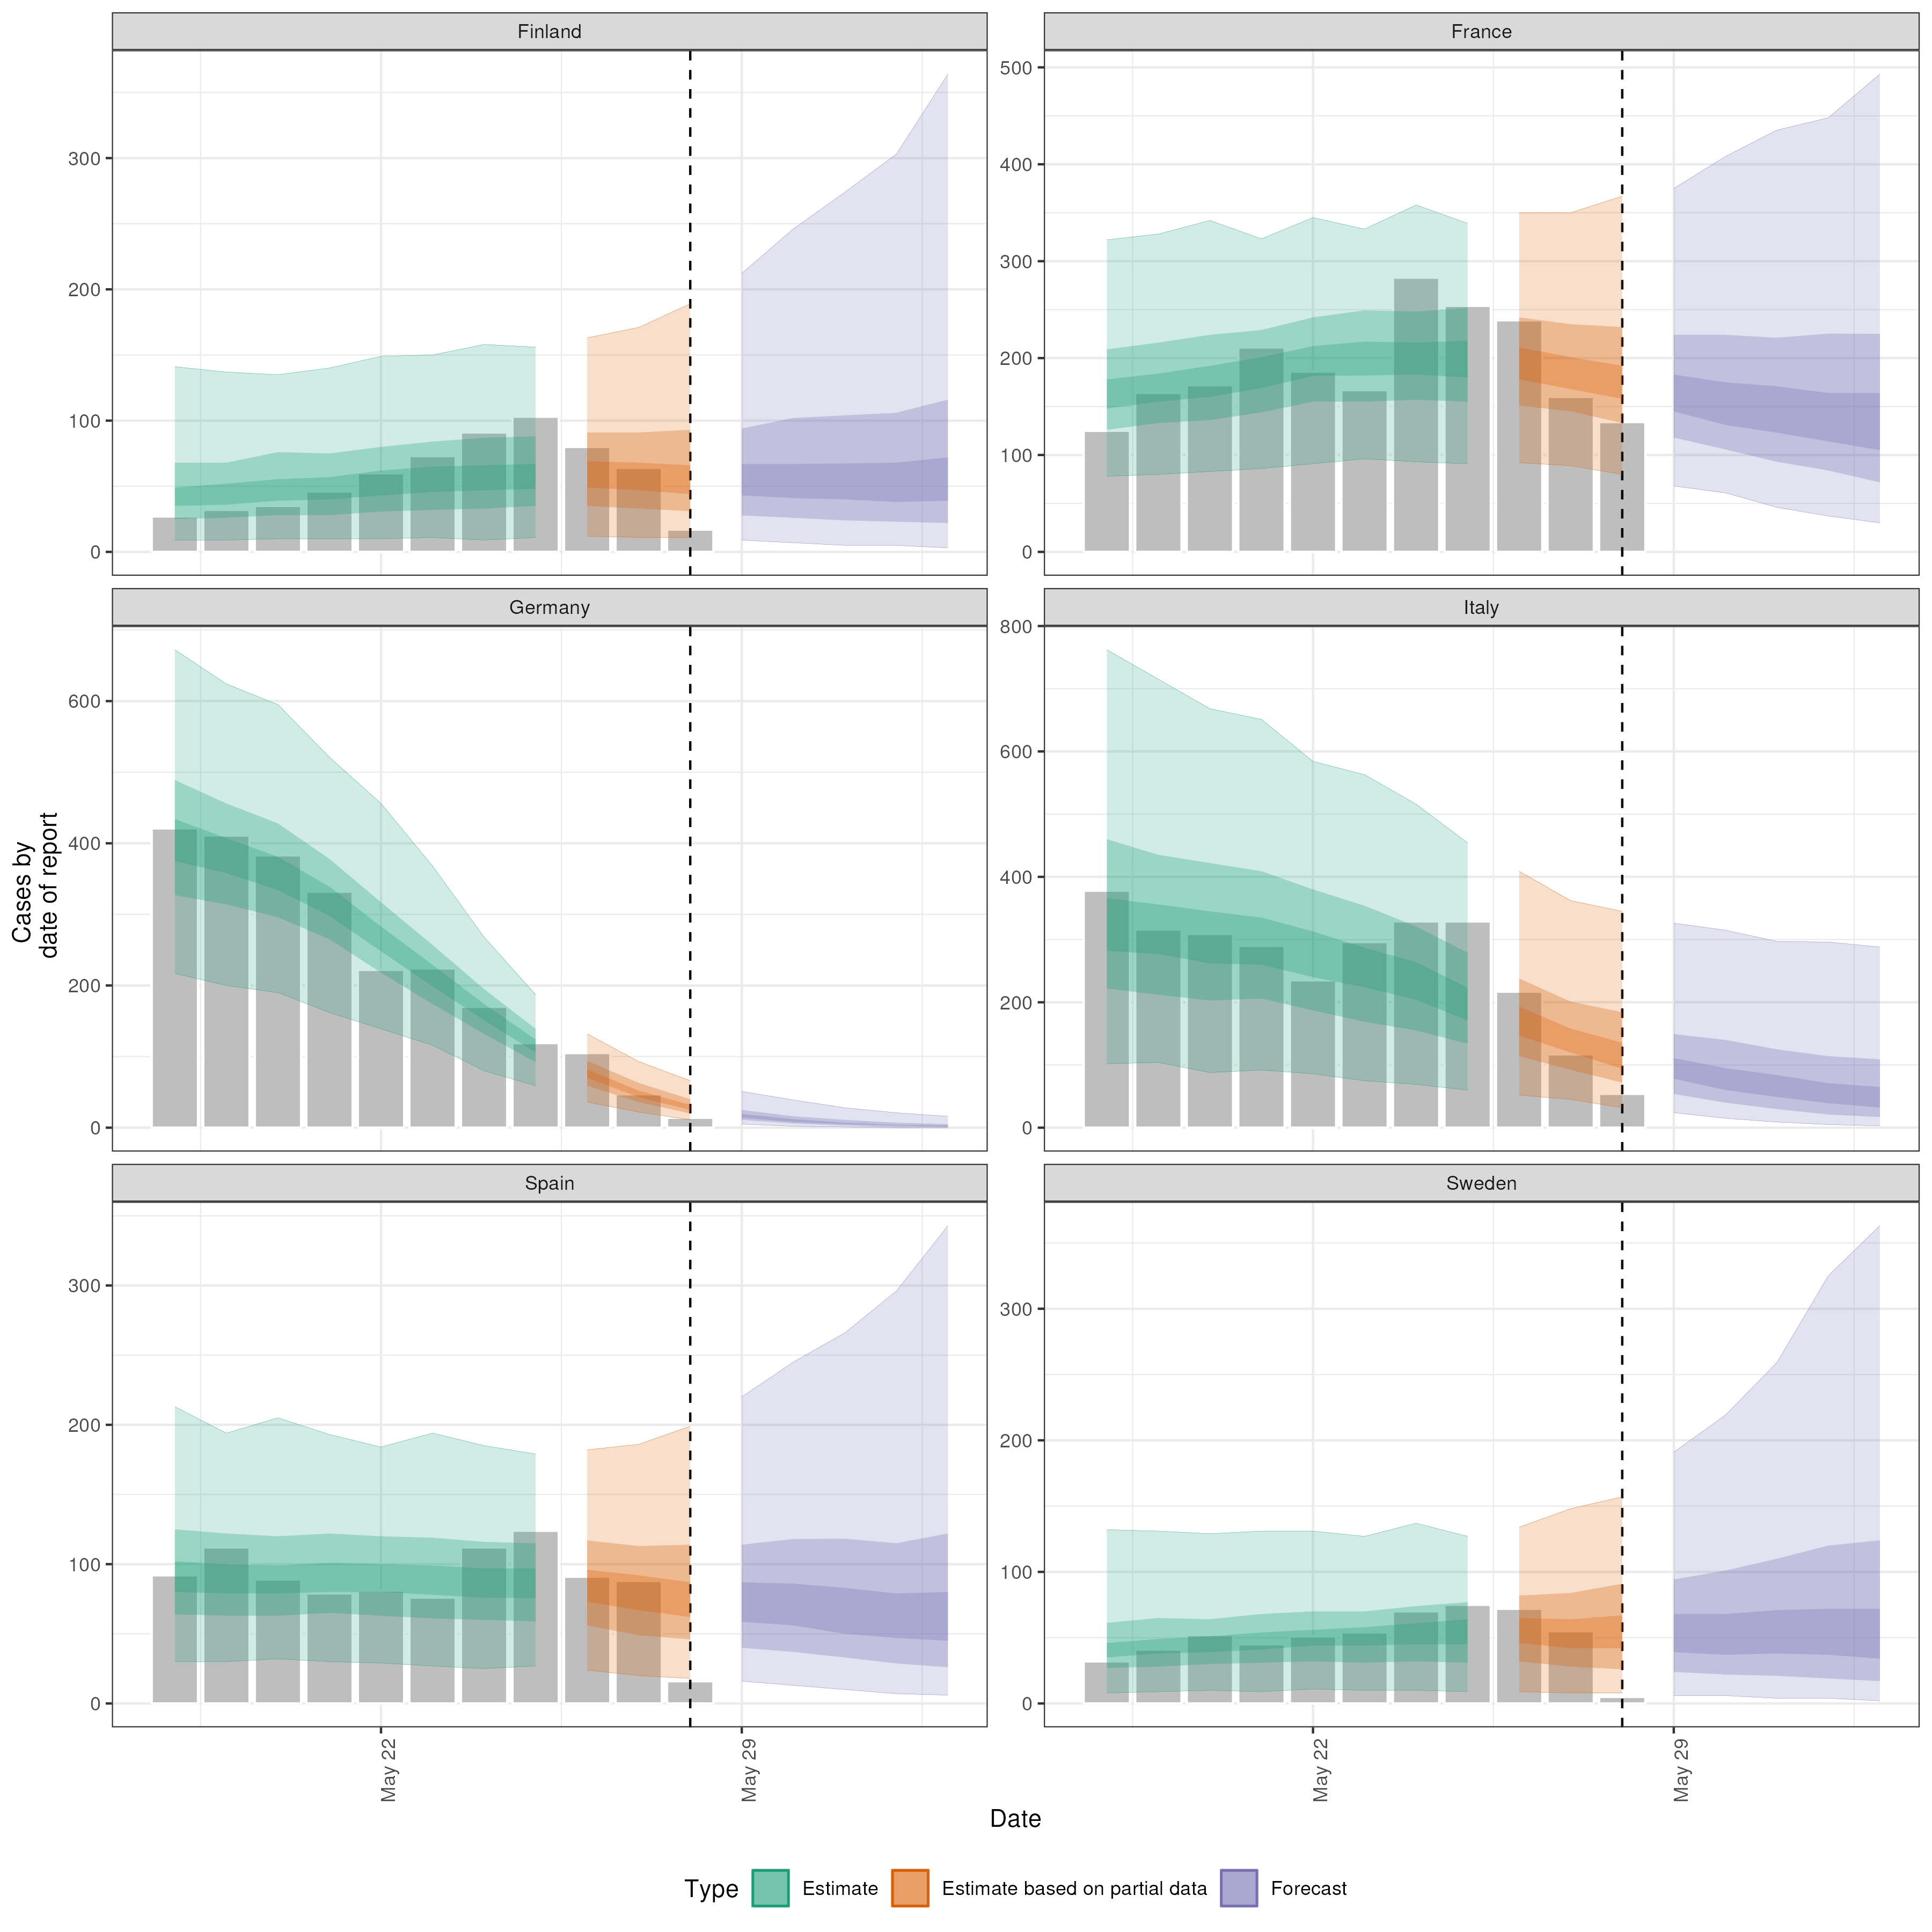 Finland
France
300
200
100
0
500
400
300
200
100
0
Germany
Italy
600
400
200
0
800
600
400
200
0
Cases by
date of report
Spain
Sweden
300
200
100
0
300
200
100
0
May 22
May 29
May 22
May 29
Date
Type Estimate Estimate based on partial data Forecast